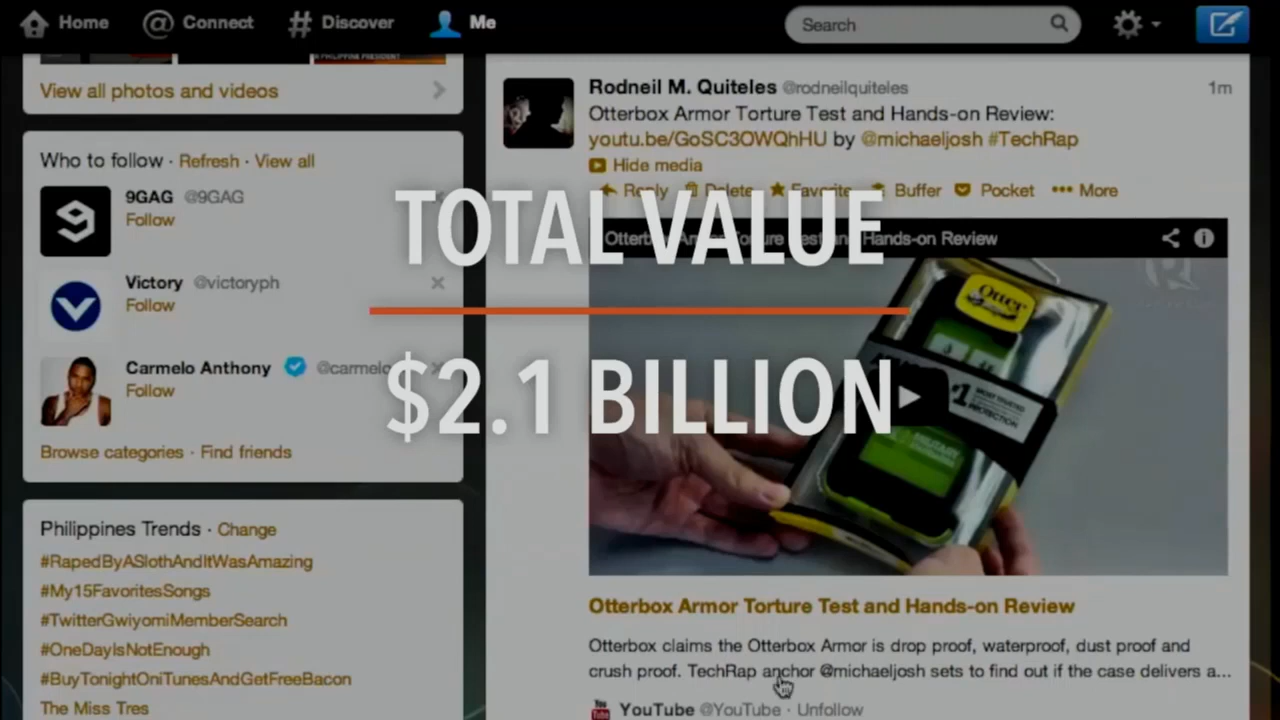 Home
Connect
Discover
Me
Search
View all photos and videos
Who to follow · Refresh · View all
9GAG @9GAG
Follow
Victory @victoryph
Follow
Carmelo Anthony @carmelo
Follow
Browse categories · Find friends
Philippines Trends · Change
#RapedByASlothAndItWasAmazing
#My15FavoritesSongs
#TwitterGwiyomiMemberSearch
#OneDayIsNotEnough
#BuyTonightOniTunesAndGetFreeBacon
The Miss Tres
Rodneil M. Quiteles @rodneilquiteles 1m
Otterbox Armor Torture Test and Hands-on Review:
youtu.be/GoSC3OWQhHU by @michaeljosh #TechRap
Hide media
Reply Delete Favorite Buffer Pocket More
Otterbox Armor Torture Test and Hands-on Review
TOTAL VALUE
$2.1 BILLION
Otter
#1 MOST TRUSTED
PROTECTION
Otterbox Armor Torture Test and Hands-on Review
Otterbox claims the Otterbox Armor is drop proof, waterproof, dust proof and
crush proof. TechRap anchor @michaeljosh sets to find out if the case delivers a...
YouTube @YouTube · Unfollow